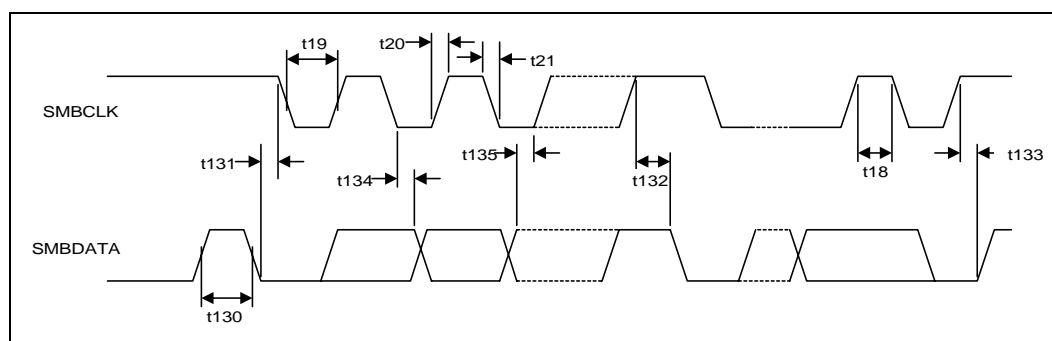 t19
t20
t21
SMBCLK
t131
t134
t135
t132
t18
t133
SMBDATA
t130